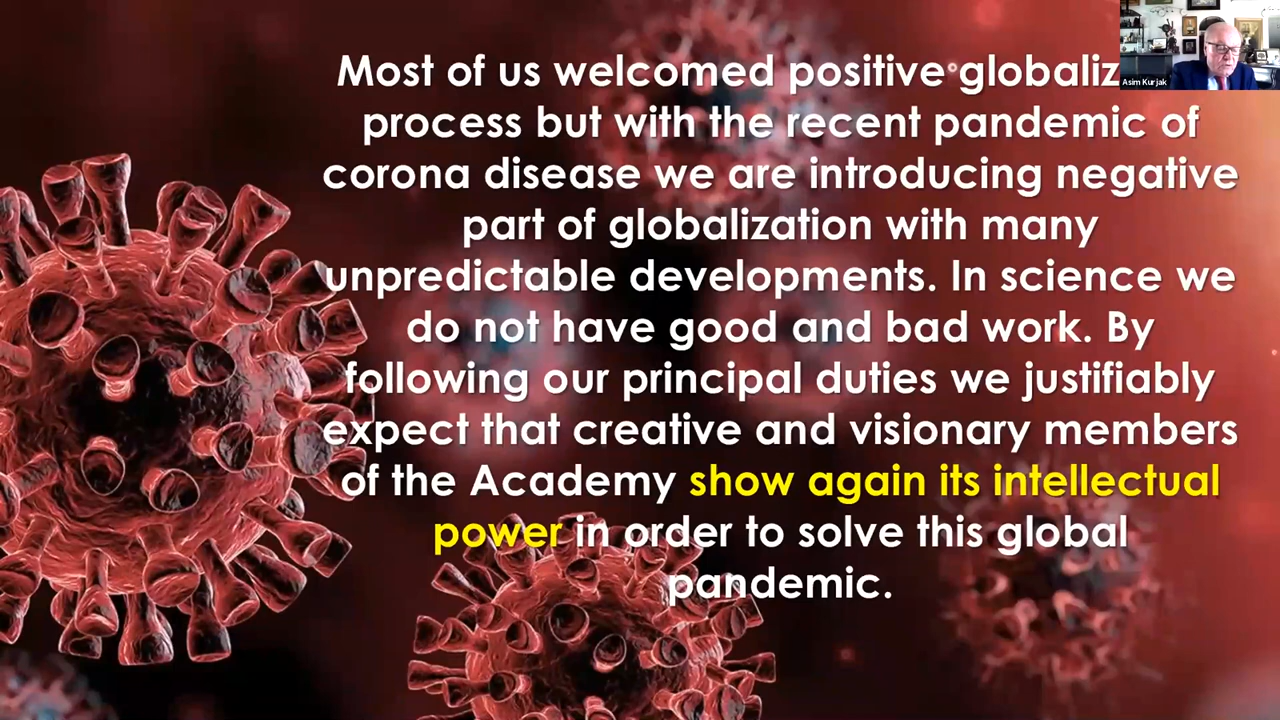 Most of us welcomed positive globaliz
process but with the recent pandemic of
corona disease we are introducing negative
part of globalization with many
unpredictable developments. In science we
do not have good and bad work. By
following our principal duties we justifiably
expect that creative and visionary members
of the Academy show again its intellectual
power in order to solve this global
pandemic.
Asim Kurjak